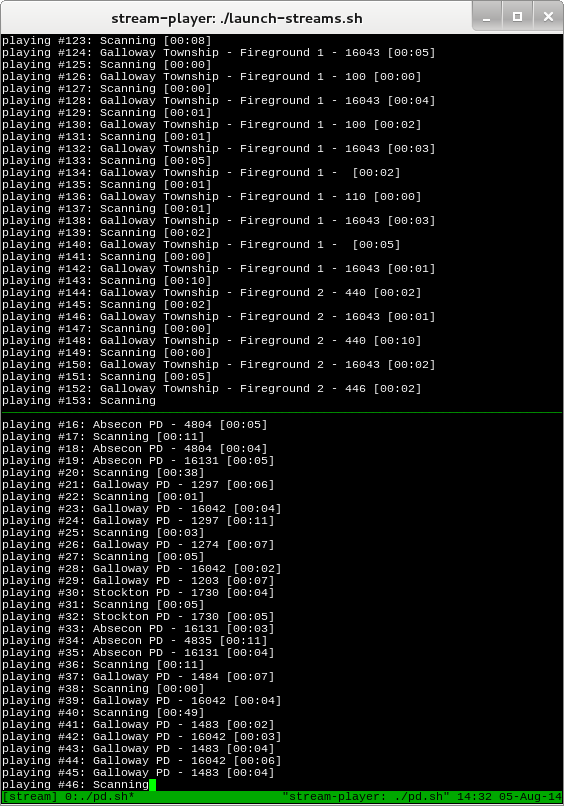 stream-player: ./launch-streams.sh
playing #123: Scanning [00:08]
playing #124: Galloway Township - Fireground 1 - 16043 [00:05]
playing #125: Scanning [00:00]
playing #126: Galloway Township - Fireground 1 - 100 [00:00]
playing #127: Scanning [00:00]
playing #128: Galloway Township - Fireground 1 - 16043 [00:04]
playing #129: Scanning [00:01]
playing #130: Galloway Township - Fireground 1 - 100 [00:02]
playing #131: Scanning [00:01]
playing #132: Galloway Township - Fireground 1 - 16043 [00:03]
playing #133: Scanning [00:05]
playing #134: Galloway Township - Fireground 1 -  [00:02]
playing #135: Scanning [00:01]
playing #136: Galloway Township - Fireground 1 - 110 [00:00]
playing #137: Scanning [00:01]
playing #138: Galloway Township - Fireground 1 - 16043 [00:03]
playing #139: Scanning [00:02]
playing #140: Galloway Township - Fireground 1 -  [00:05]
playing #141: Scanning [00:00]
playing #142: Galloway Township - Fireground 1 - 16043 [00:01]
playing #143: Scanning [00:10]
playing #144: Galloway Township - Fireground 2 - 440 [00:02]
playing #145: Scanning [00:02]
playing #146: Galloway Township - Fireground 2 - 16043 [00:01]
playing #147: Scanning [00:00]
playing #148: Galloway Township - Fireground 2 - 440 [00:10]
playing #149: Scanning [00:00]
playing #150: Galloway Township - Fireground 2 - 16043 [00:02]
playing #151: Scanning [00:05]
playing #152: Galloway Township - Fireground 2 - 446 [00:02]
playing #153: Scanning
playing #16: Absecon PD - 4804 [00:05]
playing #17: Scanning [00:11]
playing #18: Absecon PD - 4804 [00:04]
playing #19: Absecon PD - 16131 [00:05]
playing #20: Scanning [00:38]
playing #21: Galloway PD - 1297 [00:06]
playing #22: Scanning [00:01]
playing #23: Galloway PD - 16042 [00:04]
playing #24: Galloway PD - 1297 [00:11]
playing #25: Scanning [00:03]
playing #26: Galloway PD - 1274 [00:07]
playing #27: Scanning [00:05]
playing #28: Galloway PD - 16042 [00:02]
playing #29: Galloway PD - 1203 [00:07]
playing #30: Stockton PD - 1730 [00:04]
playing #31: Scanning [00:05]
playing #32: Stockton PD - 1730 [00:05]
playing #33: Absecon PD - 16131 [00:03]
playing #34: Absecon PD - 4835 [00:11]
playing #35: Absecon PD - 16131 [00:04]
playing #36: Scanning [00:11]
playing #37: Galloway PD - 1484 [00:07]
playing #38: Scanning [00:00]
playing #39: Galloway PD - 16042 [00:04]
playing #40: Scanning [00:49]
playing #41: Galloway PD - 1483 [00:02]
playing #42: Galloway PD - 16042 [00:03]
playing #43: Galloway PD - 1483 [00:04]
playing #44: Galloway PD - 16042 [00:06]
playing #45: Galloway PD - 1483 [00:04]
playing #46: Scanning
[stream] 0:./pd.sh* "stream-player: ./pd.sh" 14:32 05-Aug-14